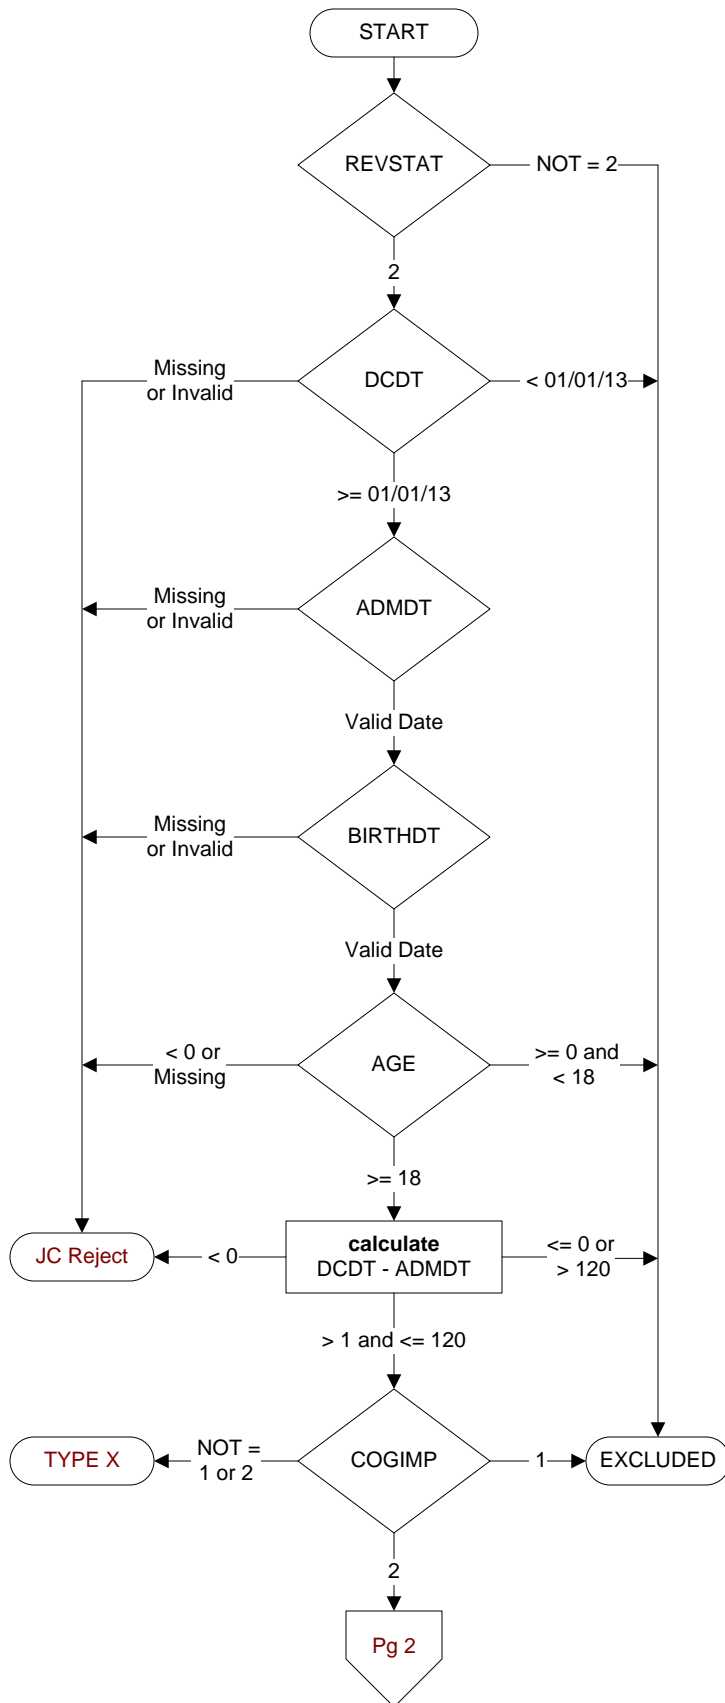 START
REVSTAT
NOT = 2
2
Missing
or Invalid
DCDT
< 01/01/13
>= 01/01/13
Missing
or Invalid
ADMDT
Valid Date
Missing
or Invalid
BIRTHDT
Valid Date
< 0 or
Missing
AGE
>= 0 and
< 18
>= 18
JC Reject
< 0
calculate
DCDT - ADMDT
<= 0 or
> 120
> 1 and <= 120
TYPE X
NOT =
1 or 2
COGIMP
1
EXCLUDED
2
Pg 2